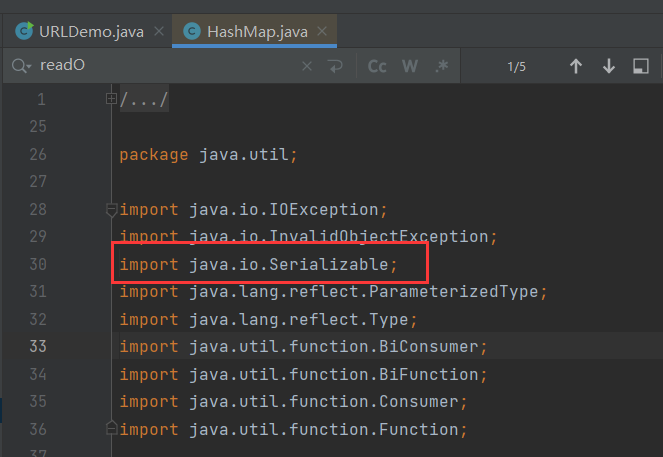 URLDemo.java × HashMap.java ×
readO × Cc W .* 1/5
1 /.../
25
26 package java.util;
27
28 import java.io.IOException;
29 import java.io.InvalidObjectException;
30 import java.io.Serializable;
31 import java.lang.reflect.ParameterizedType;
32 import java.lang.reflect.Type;
33 import java.util.function.BiConsumer;
34 import java.util.function.BiFunction;
35 import java.util.function.Consumer;
36 import java.util.function.Function;
37